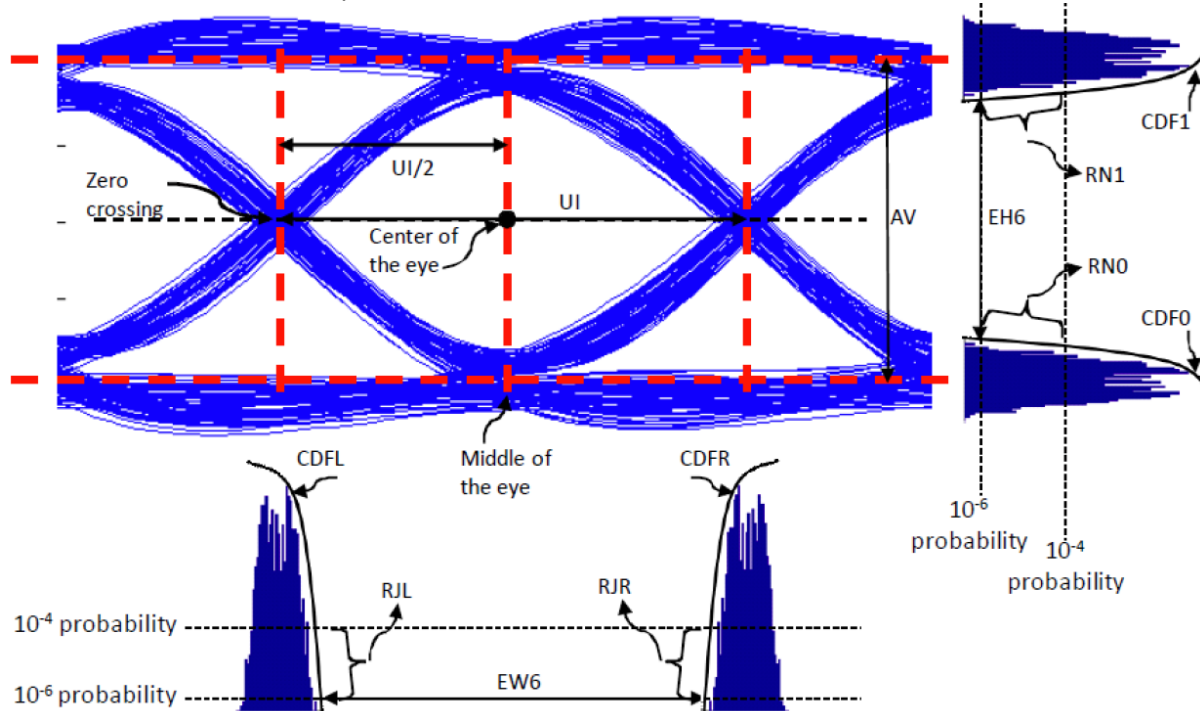 CDF1
UI/2
RN1
Zero
crossing
UI
AV
EH6
Center of
the eye
RN0
CDF0
CDFL
Middle of
the eye
CDFR
10-6
probability
10-4
probability
RJL
RJR
10-4 probability
EW6
10-6 probability